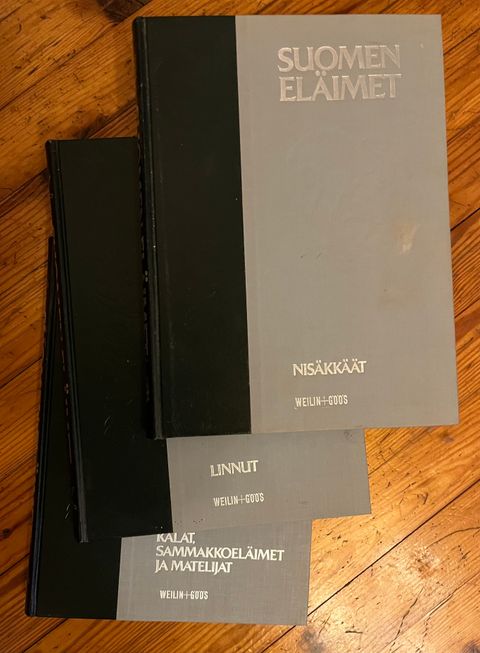 SUOMEN
ELÄIMET
NISÄKKÄÄT
WEILIN+GÖÖS
LINNUT
WEILIN+GÖÖS
KALAT,
SAMMAKKOELÄIMET
JA MATELIJAT
WEILIN+GÖÖS